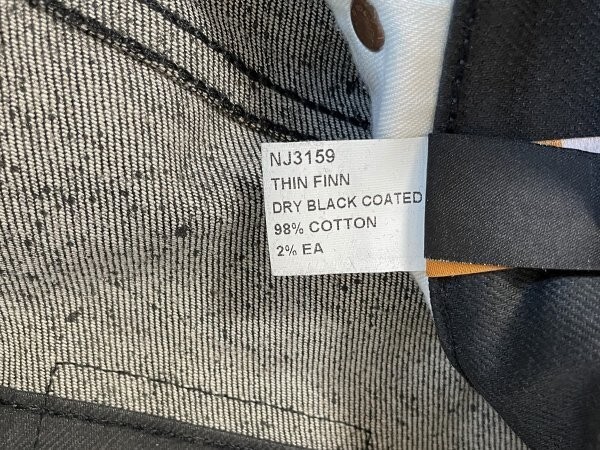 NJ3159
THIN FINN
DRY BLACK COATED
98% COTTON
2% EA